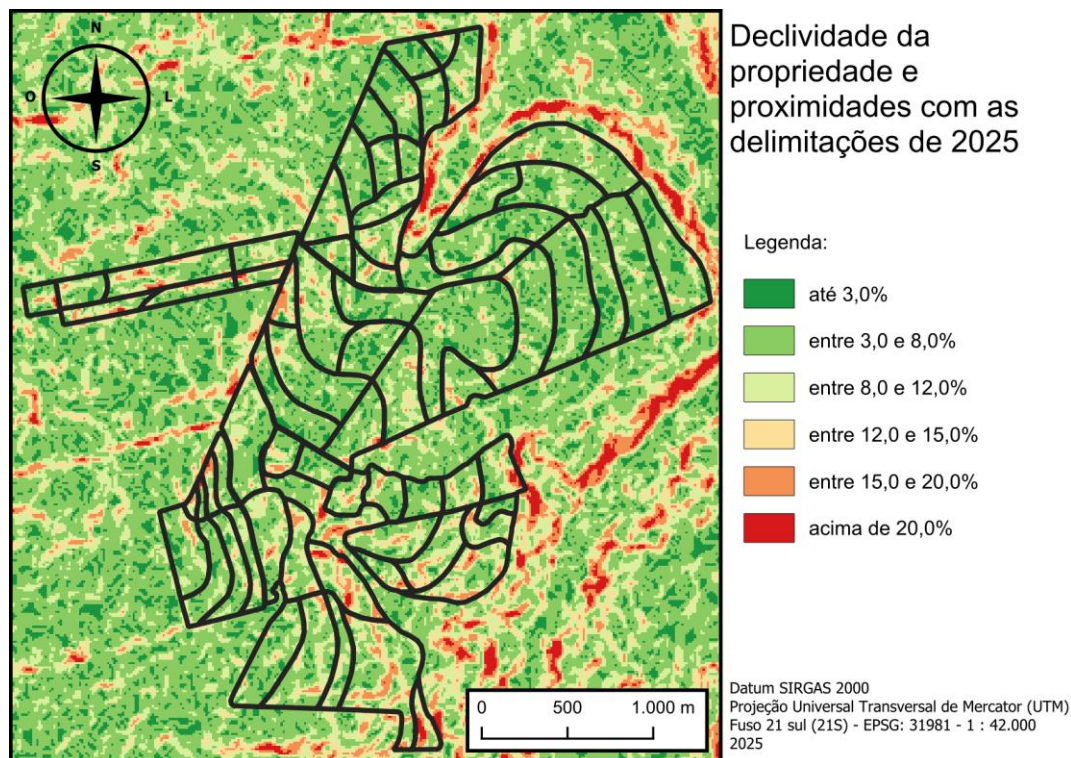 Declividade da
propriedade e
proximidades com as
delimitações de 2025
N
O
L
S
Legenda:
até 3,0%
entre 3,0 e 8,0%
entre 8,0 e 12,0%
entre 12,0 e 15,0%
entre 15,0 e 20,0%
acima de 20,0%
0 500 1.000 m
Datum SIRGAS 2000
Projeção Universal Transversal de Mercator (UTM)
Fuso 21 sul (21S) - EPSG: 31981 - 1 : 42.000
2025